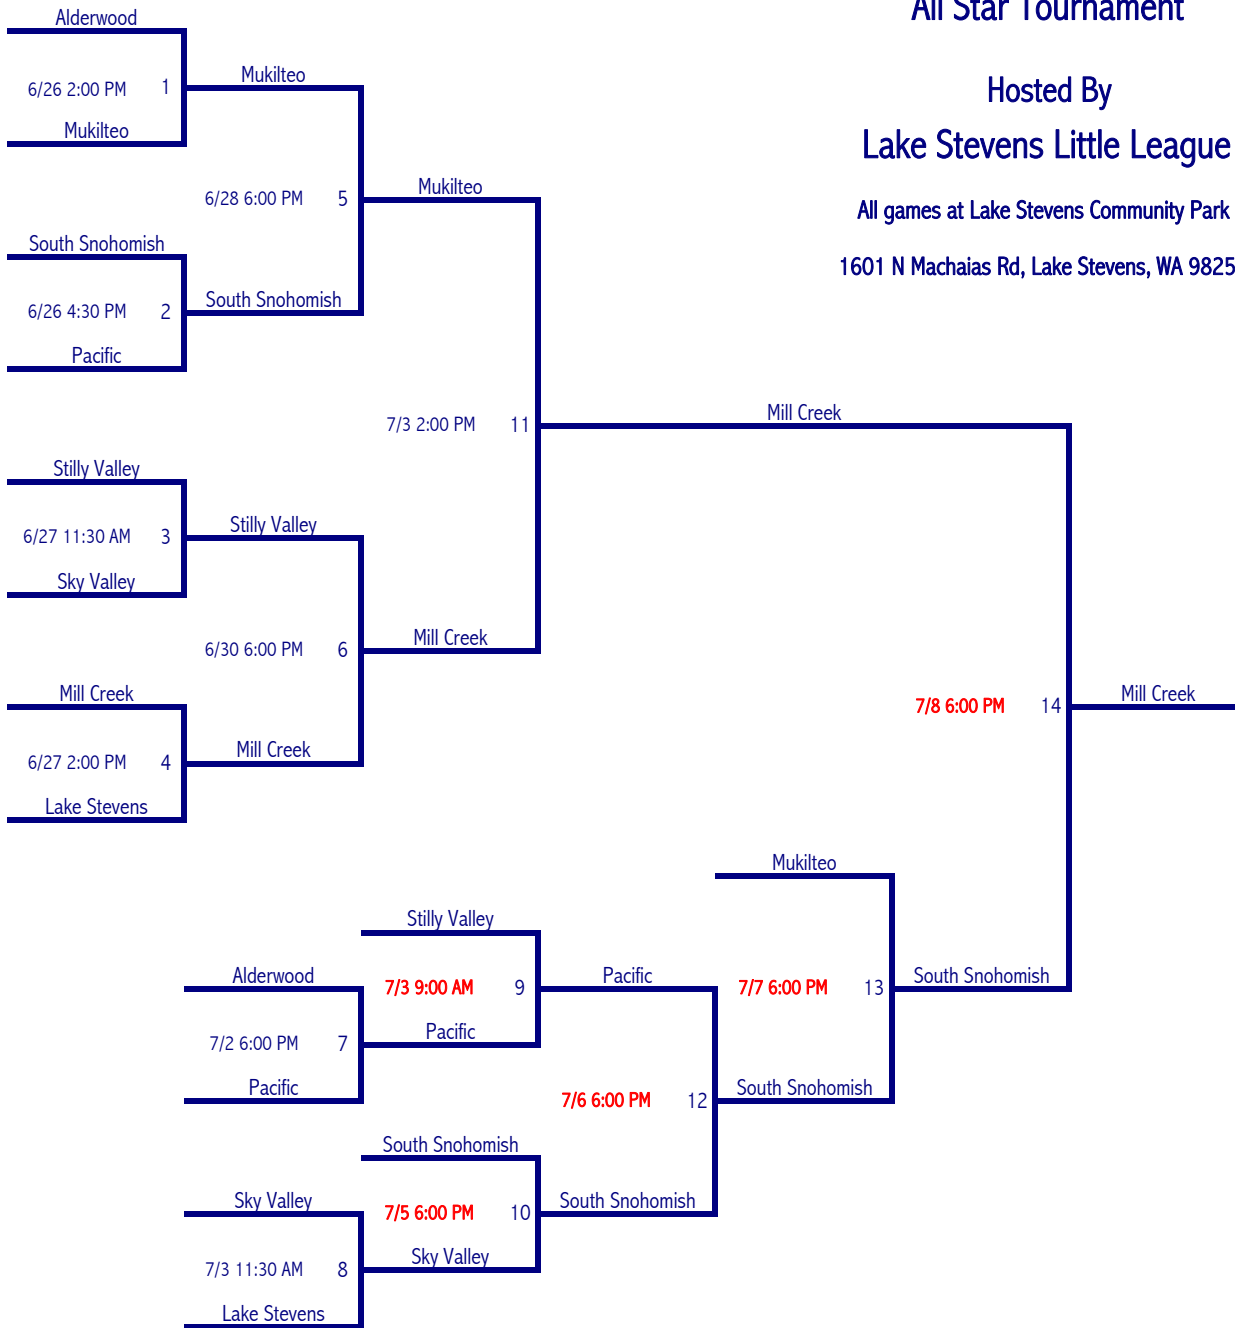 Alderwood
All Star Tournament
Mukilteo
6/26 2:00 PM 1
Hosted By
Mukilteo
Lake Stevens Little League
Mukilteo
6/28 6:00 PM 5
All games at Lake Stevens Community Park
South Snohomish
1601 N Machaias Rd, Lake Stevens, WA 9825
South Snohomish
6/26 4:30 PM 2
Pacific
Mill Creek
7/3 2:00 PM 11
Stilly Valley
Stilly Valley
6/27 11:30 AM 3
Sky Valley
Mill Creek
6/30 6:00 PM 6
Mill Creek
Mill Creek
7/8 6:00 PM 14
Mill Creek
6/27 2:00 PM 4
Lake Stevens
Mukilteo
Stilly Valley
Alderwood
Pacific
South Snohomish
7/3 9:00 AM 9
7/7 6:00 PM 13
Pacific
7/2 6:00 PM 7
Pacific
South Snohomish
7/6 6:00 PM 12
South Snohomish
Sky Valley
South Snohomish
7/5 6:00 PM 10
Sky Valley
7/3 11:30 AM 8
Lake Stevens